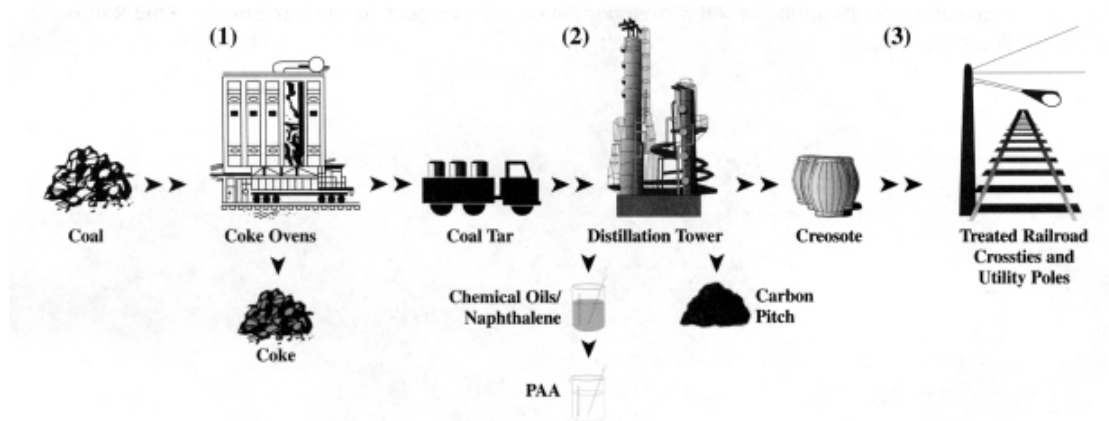 (1)
(2)
(3)
Coal
Coke Ovens
Coal Tar
Distillation Tower
Creosote
Treated Railroad
Crossties and
Utility Poles
Chemical Oils/
Naphthalene
Carbon
Pitch
Coke
PAA